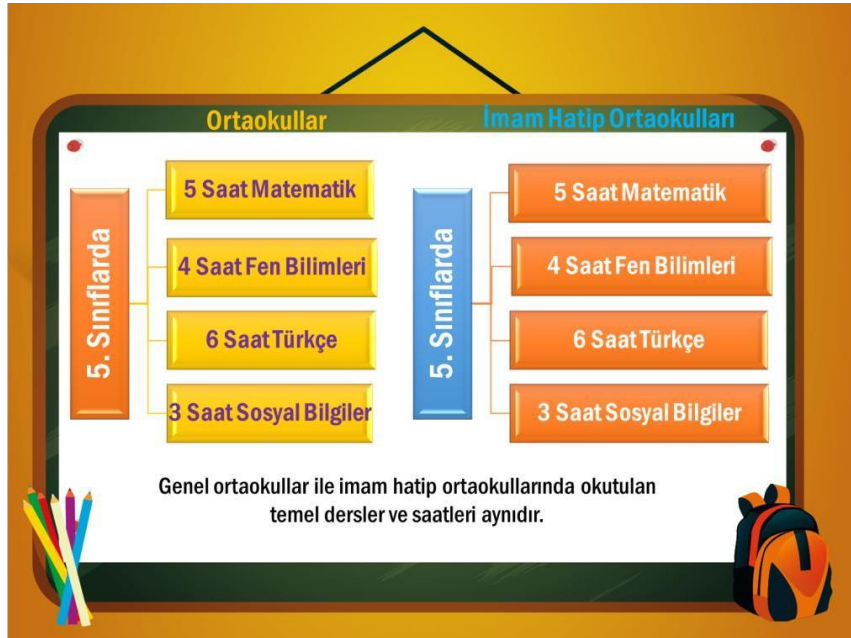 Ortaokullar
5. Sınıflarda
5 Saat Matematik
4 Saat Fen Bilimleri
6 Saat Türkçe
3 Saat Sosyal Bilgiler
İmam Hatip Ortaokulları
5. Sınıflarda
5 Saat Matematik
4 Saat Fen Bilimleri
6 Saat Türkçe
3 Saat Sosyal Bilgiler
Genel ortaokullar ile imam hatip ortaokullarında okutulan
temel dersler ve saatleri aynıdır.